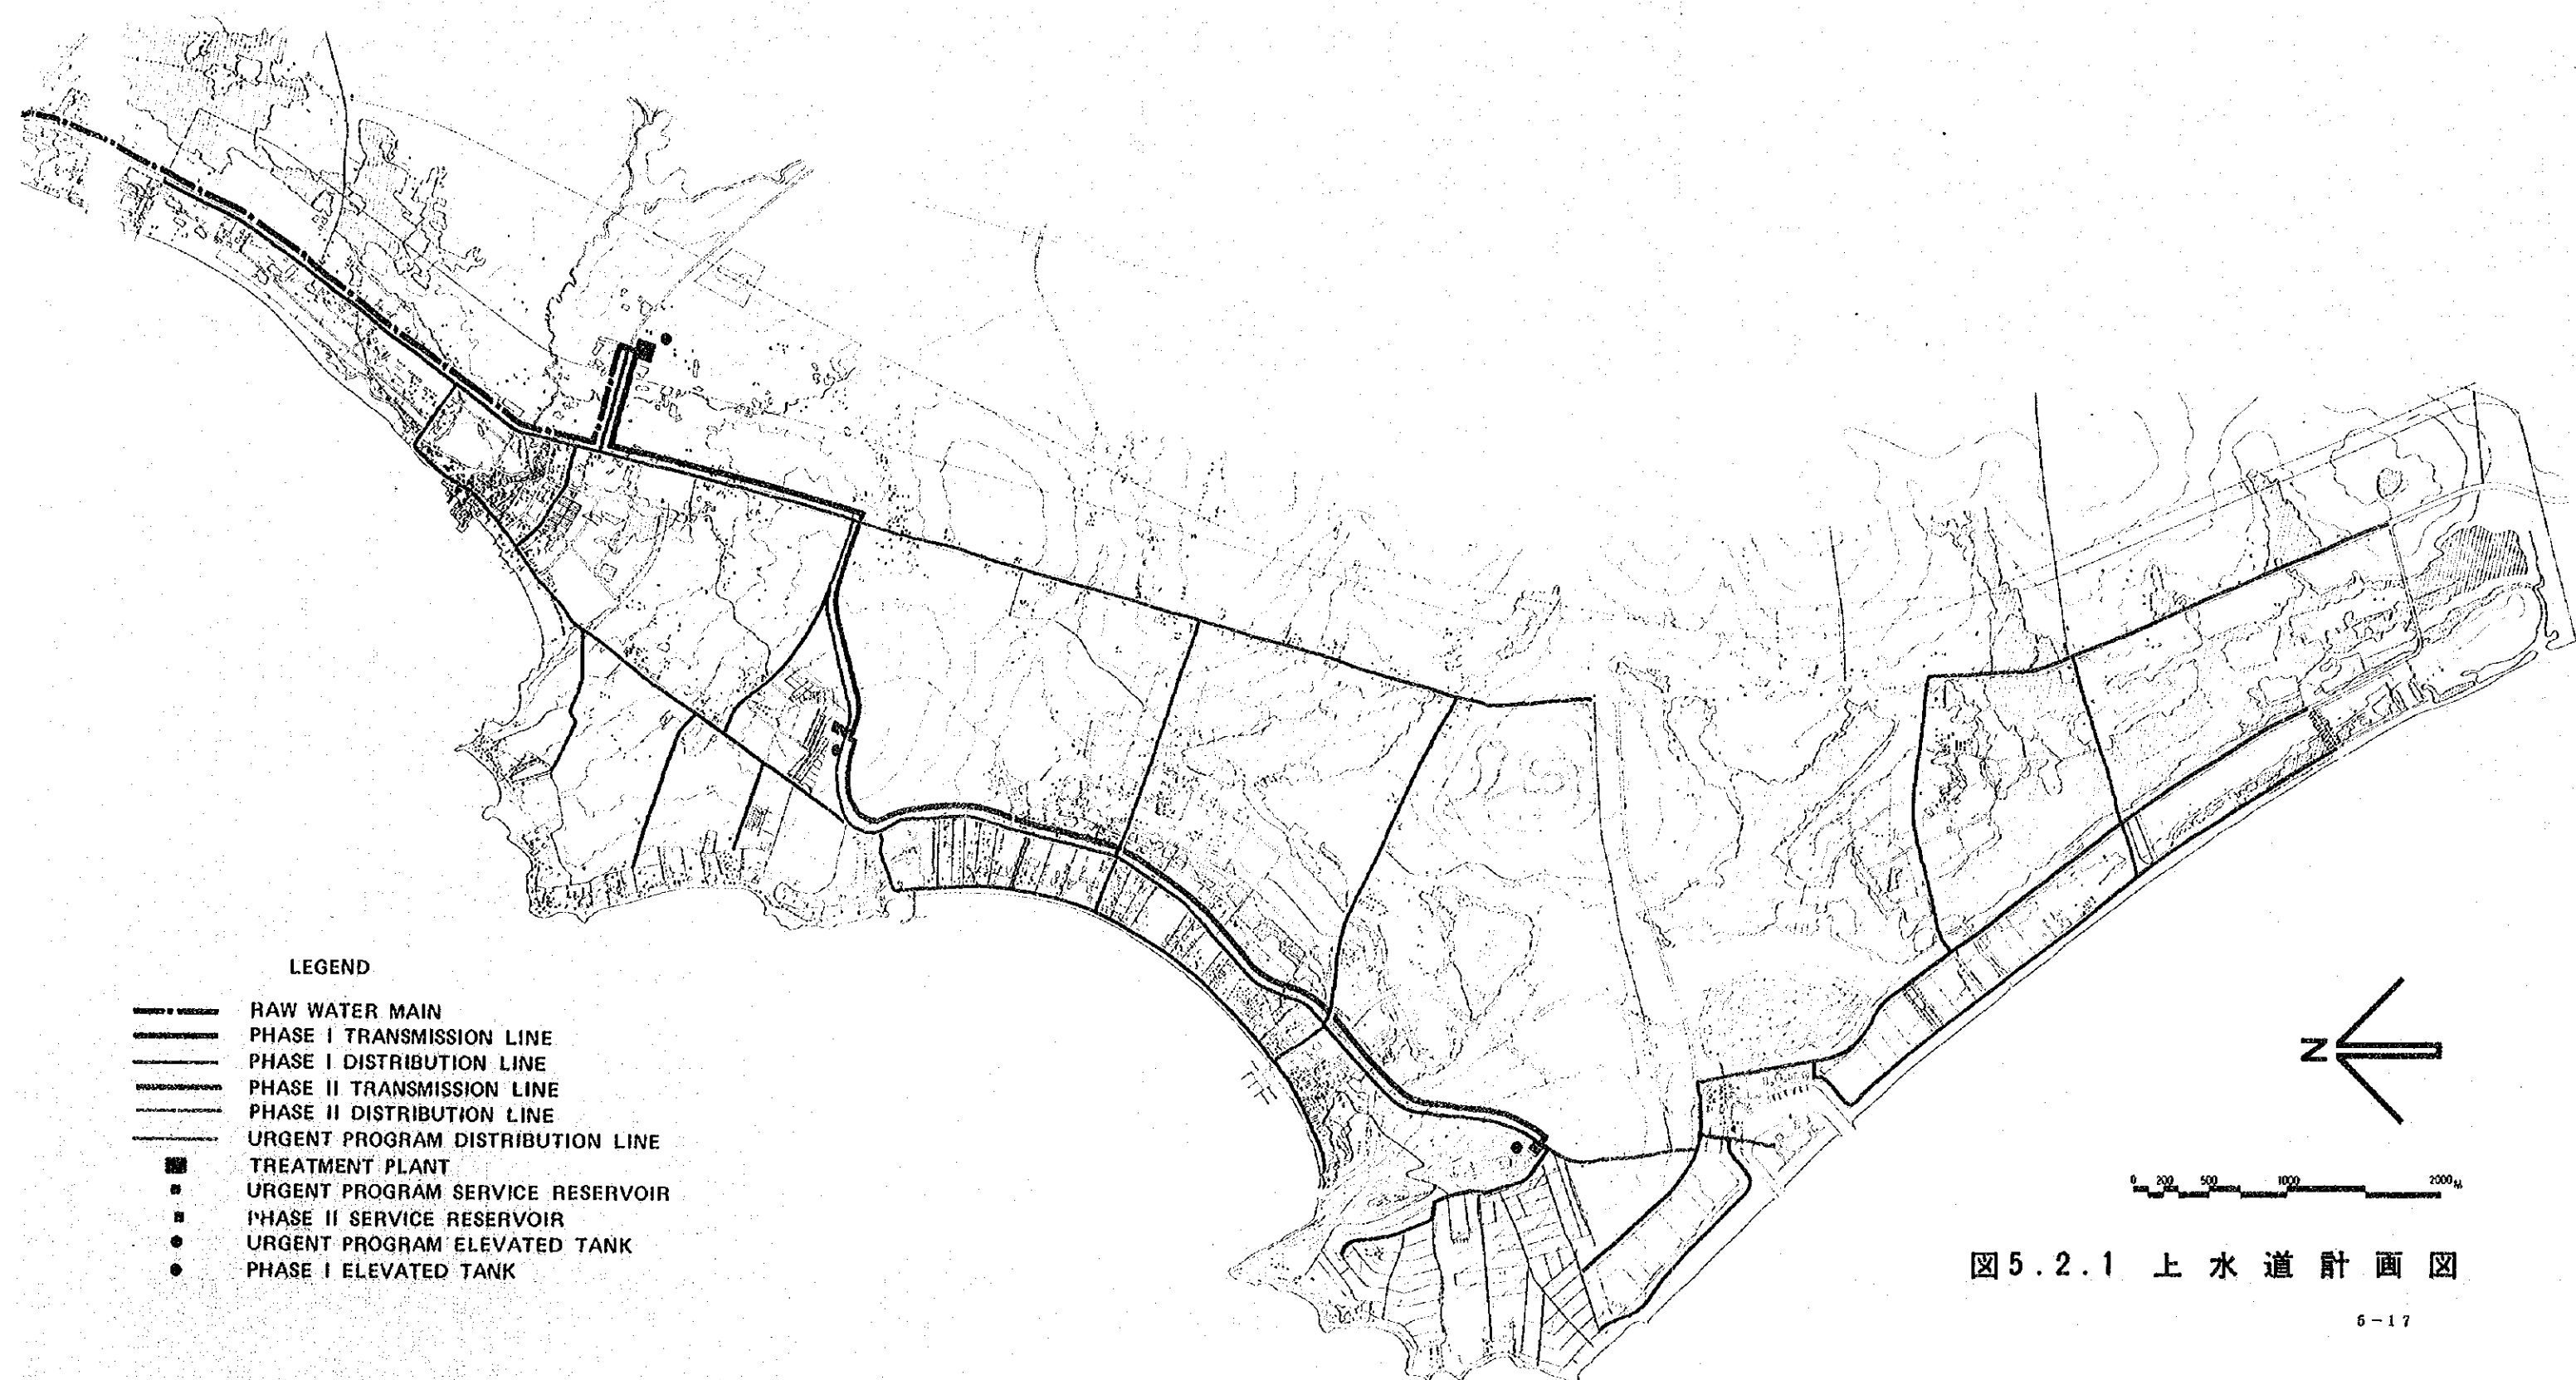 LEGEND
RAW WATER MAIN
PHASE I TRANSMISSION LINE
PHASE I DISTRIBUTION LINE
PHASE II TRANSMISSION LINE
PHASE II DISTRIBUTION LINE
URGENT PROGRAM DISTRIBUTION LINE
TREATMENT PLANT
URGENT PROGRAM SERVICE RESERVOIR
PHASE II SERVICE RESERVOIR
URGENT PROGRAM ELEVATED TANK
PHASE I ELEVATED TANK
N
0 200 500 1000 2000 M
図5.2.1 上水道計画図
5-17